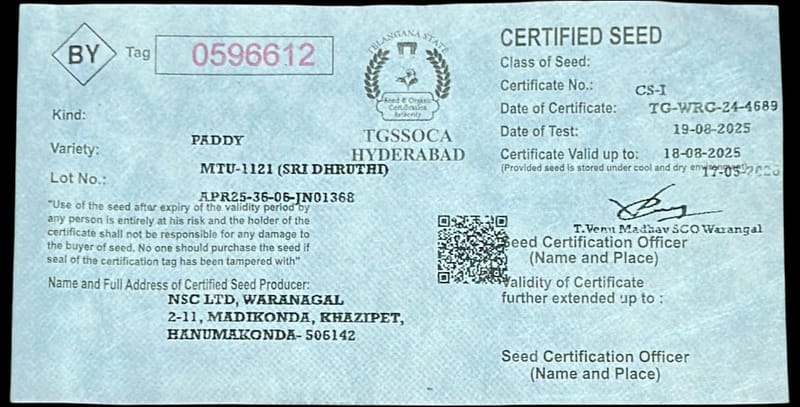 BY Tag 0596612
TELANGANA STATE
Seed & Organic
Certification
Authority
TGSSOCA
HYDERABAD
Kind:
PADDY
Variety:
MTU-1121 (SRI DHRUTHI)
Lot No.:
APR25-36-06-JN01368
"Use of the seed after expiry of the validity period by
any person is entirely at his risk and the holder of the
certificate shall not be responsible for any damage to
the buyer of seed. No one should purchase the seed if
seal of the certification tag has been tampered with"
Name and Full Address of Certified Seed Producer:
NSC LTD, WARANAGAL
2-11, MADIKONDA, KHAZIPET,
HANUMAKONDA- 506142
CERTIFIED SEED
Class of Seed:
CS-I
Certificate No.:
TG-WRG-24-4689
Date of Certificate:
19-08-2025
Date of Test:
18-08-2025
Certificate Valid up to:
17-05-2026
(Provided seed is stored under cool and dry environment)
T.Venu Madhav SCO Warangal
Seed Certification Officer
(Name and Place)
Validity of Certificate
further extended up to :
Seed Certification Officer
(Name and Place)